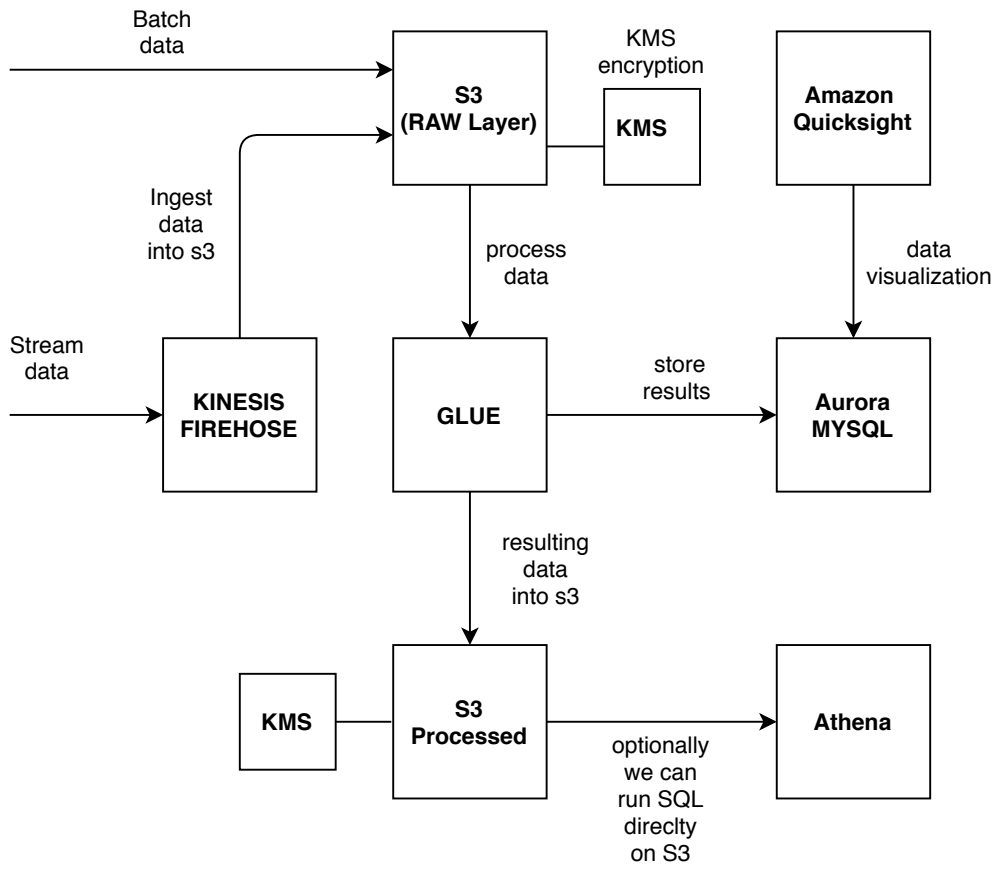 Batch
data
S3
(RAW Layer)
KMS
encryption
KMS
Amazon
Quicksight
Ingest
data
into s3
process
data
data
visualization
Stream
data
KINESIS
FIREHOSE
GLUE
store
results
Aurora
MYSQL
resulting
data
into s3
KMS
S3
Processed
Athena
optionally
we can
run SQL
direclty
on S3